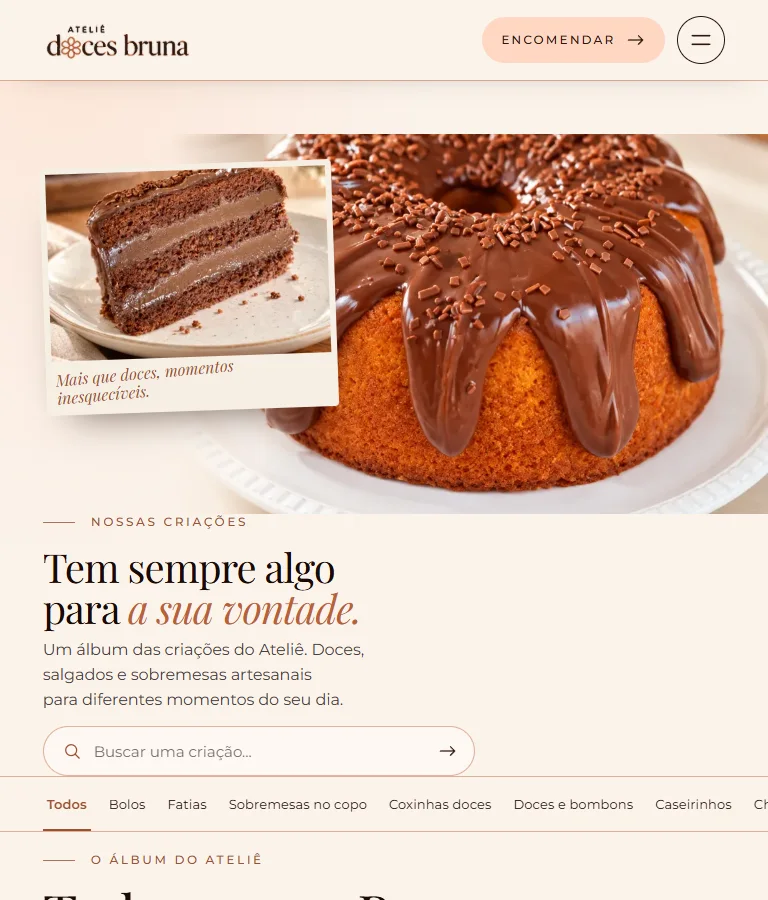 ATELIÊ
doces bruna
ENCOMENDAR
Mais que doces, momentos
inesquecíveis.
NOSSAS CRIAÇÕES
Tem sempre algo
para a sua vontade.
Um álbum das criações do Ateliê. Doces,
salgados e sobremesas artesanais
para diferentes momentos do seu dia.
Buscar uma criação...
Todos Bolos Fatias Sobremesas no copo Coxinhas doces Doces e bombons Caseirinhos
O ÁLBUM DO ATELIÊ